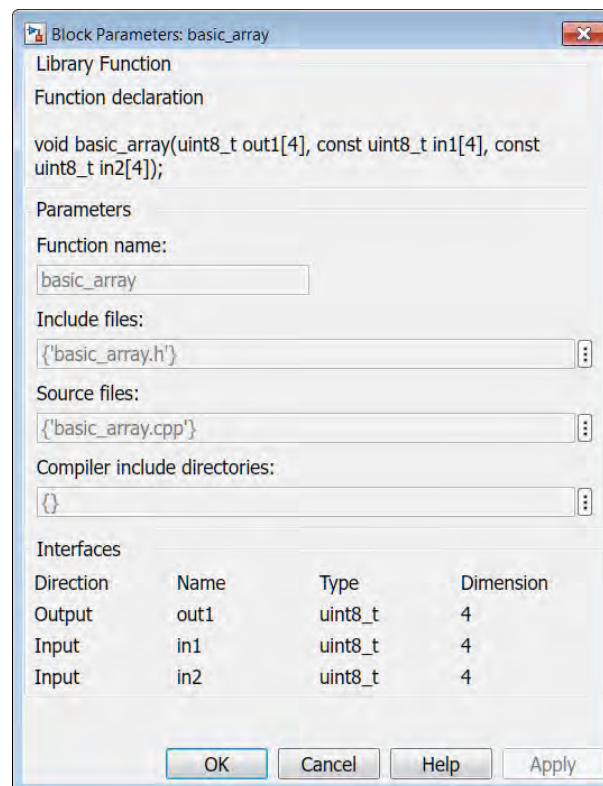 Block Parameters: basic_array
Library Function
Function declaration
void basic_array(uint8_t out1[4], const uint8_t in1[4], const
uint8_t in2[4]);
Parameters
Function name:
basic_array
Include files:
{'basic_array.h'}
Source files:
{'basic_array.cpp'}
Compiler include directories:
{}
Interfaces
Direction Name Type Dimension
Output out1 uint8_t 4
Input in1 uint8_t 4
Input in2 uint8_t 4
OK Cancel Help Apply